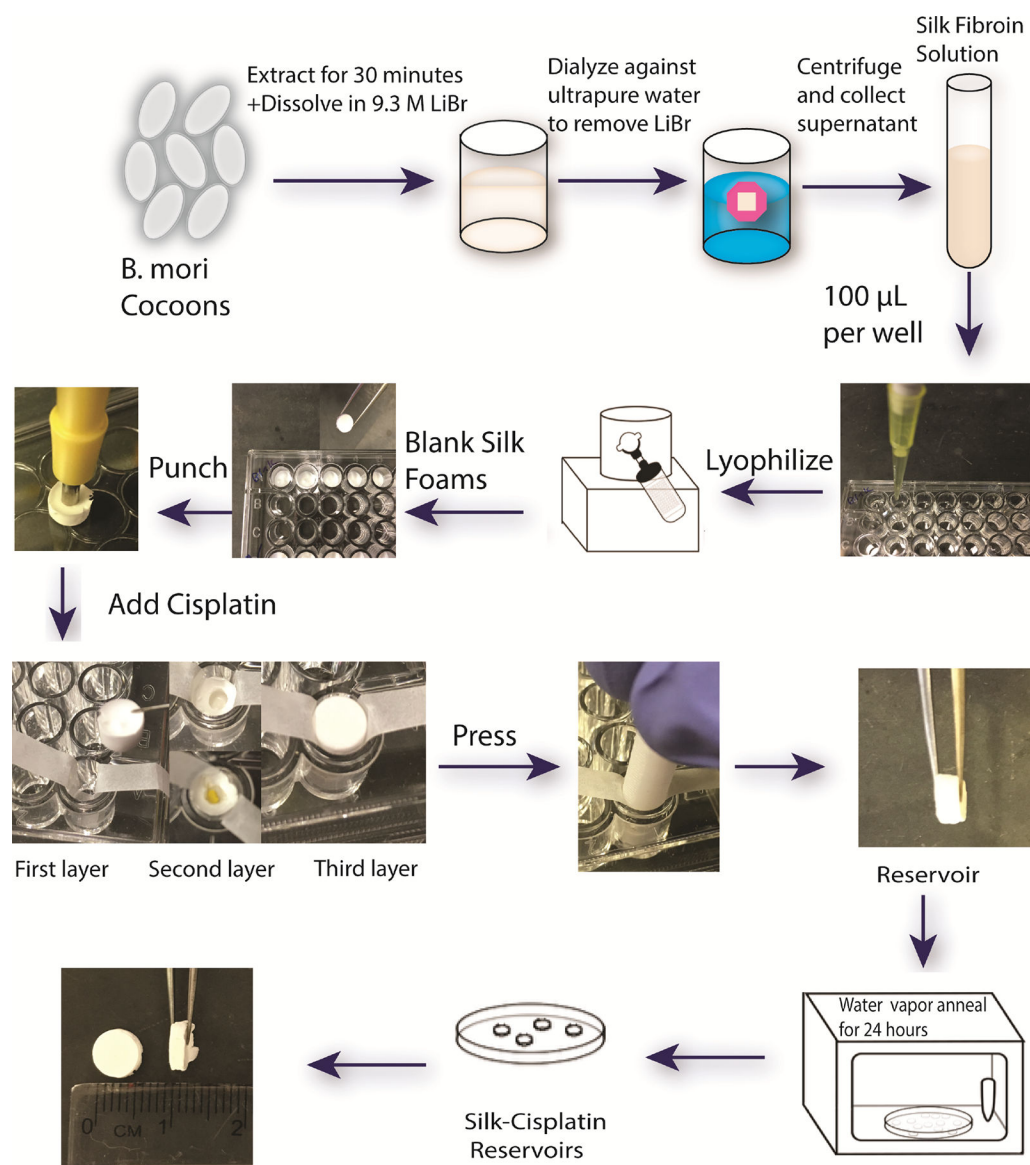 Silk Fibroin
Solution
Extract for 30 minutes
+Dissolve in 9.3 M LiBr
Dialyze against
ultrapure water
to remove LiBr
Centrifuge
and collect
supernatant
B. mori
Cocoons
100 µL
per well
Punch
Blank Silk
Foams
Lyophilize
B
C
Add Cisplatin
Press
First layer
Second layer
Third layer
Reservoir
Water vapor anneal
for 24 hours
Silk-Cisplatin
Reservoirs
0 CM 1 2